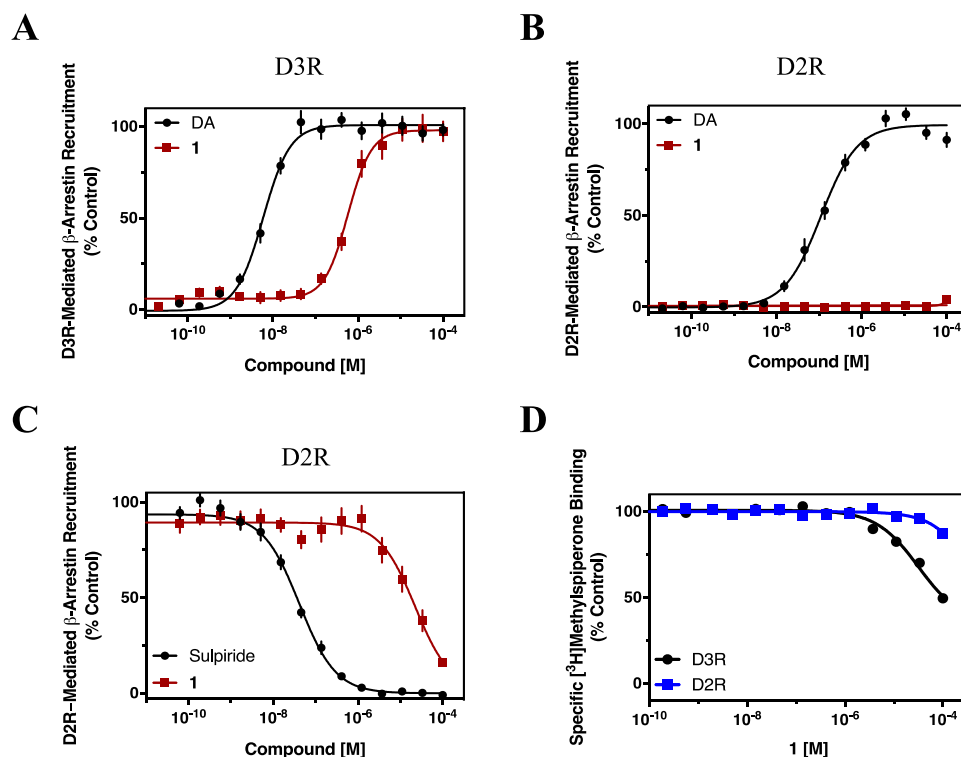 A
D3R
D3R-Mediated β-Arrestin Recruitment
(% Control)
100
50
0
DA
1
10⁻¹⁰
10⁻⁸
10⁻⁶
10⁻⁴
Compound [M]
B
D2R
D2R-Mediated β-Arrestin Recruitment
(% Control)
100
50
0
DA
1
10⁻¹⁰
10⁻⁸
10⁻⁶
10⁻⁴
Compound [M]
C
D2R
D2R–Mediated β-Arrestin Recruitment
(% Control)
100
50
0
Sulpiride
1
10⁻¹⁰
10⁻⁸
10⁻⁶
10⁻⁴
Compound [M]
D
Specific [³H]Methylspiperone Binding
(% Control)
100
50
0
D3R
D2R
10⁻¹⁰
10⁻⁸
10⁻⁶
10⁻⁴
1 [M]